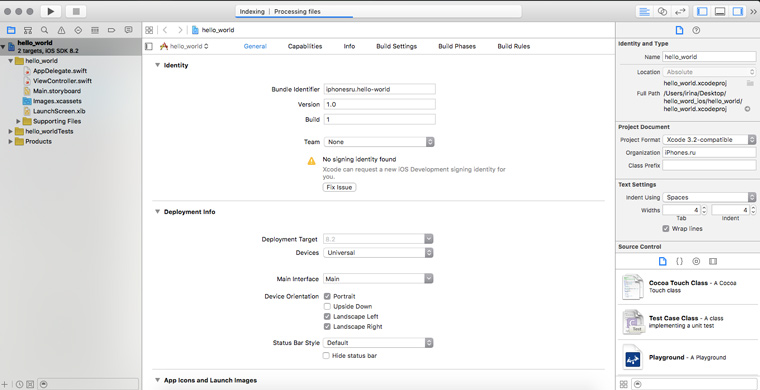 Indexing | Processing files
hello_world
2 targets, iOS SDK 8.2
hello_world
AppDelegate.swift
ViewController.swift
Main.storyboard
Images.xcassets
LaunchScreen.xib
Supporting Files
hello_worldTests
Products
hello_world
hello_world
General
Capabilities
Info
Build Settings
Build Phases
Build Rules
Identity
Bundle Identifier
iphonesru.hello-world
Version
1.0
Build
1
Team
None
No signing identity found
Xcode can request a new iOS Development signing identity for
you.
Fix Issue
Deployment Info
Deployment Target
8.2
Devices
Universal
Main Interface
Main
Device Orientation
Portrait
Upside Down
Landscape Left
Landscape Right
Status Bar Style
Default
Hide status bar
App Icons and Launch Images
Identity and Type
Name
hello_world
Location
Absolute
hello_world.xcodeproj
Full Path
/Users/irina/Desktop/
hello_word_ios/hello_world/
hello_world.xcodeproj
Project Document
Project Format
Xcode 3.2-compatible
Organization
iPhones.ru
Class Prefix
Text Settings
Indent Using
Spaces
Widths
4
4
Tab
Indent
Wrap lines
Source Control
Cocoa Touch Class - A Cocoa
Touch class
Test Case Class - A class
implementing a unit test
Playground - A Playground